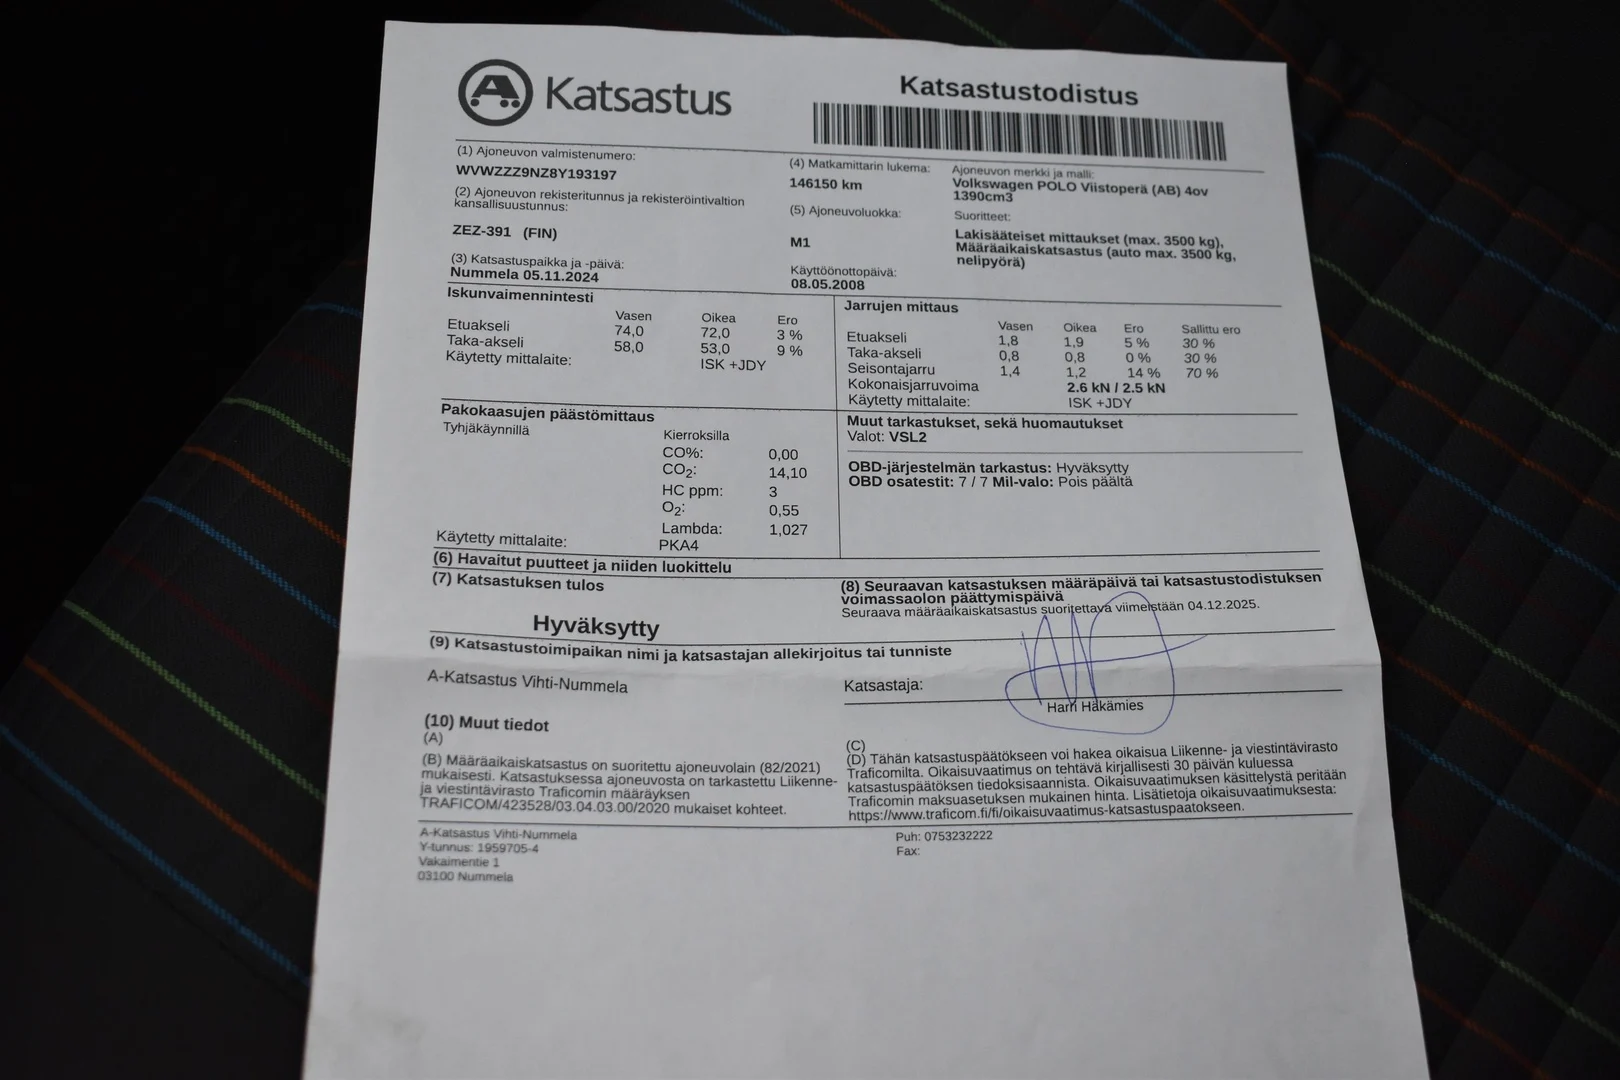 A Katsastus
Katsastustodistus
(1) Ajoneuvon valmistenumero:
WVWZZZ9NZ8Y193197
(4) Matkamittarin lukema:
146150 km
Ajoneuvon merkki ja malli:
Volkswagen POLO Viistoperä (AB) 4ov
1390cm3
(2) Ajoneuvon rekisteritunnus ja rekisteröintivaltion
kansallisuustunnus:
ZEZ-391 (FIN)
(5) Ajoneuvoluokka:
M1
Suoritteet:
Lakisääteiset mittaukset (max. 3500 kg),
Määräaikaiskatsastus (auto max. 3500 kg,
nelipyörä)
(3) Katsastuspaikka ja -päivä:
Nummela 05.11.2024
Käyttöönottopäivä:
08.05.2008
Iskunvaimennintesti
Vasen Oikea Ero
Etuakseli 74,0 72,0 3 %
Taka-akseli 58,0 53,0 9 %
Käytetty mittalaite: ISK +JDY
Jarrujen mittaus
Vasen Oikea Ero Sallittu ero
Etuakseli 1,8 1,9 5 % 30 %
Taka-akseli 0,8 0,8 0 % 30 %
Seisontajarru 1,4 1,2 14 % 70 %
Kokonaisjarruvoima 2.6 kN / 2.5 kN
Käytetty mittalaite: ISK +JDY
Pakokaasujen päästömittaus
Tyhjäkäynnillä Kierroksilla
CO%: 0,00
CO2: 14,10
HC ppm: 3
O2: 0,55
Lambda: 1,027
Käytetty mittalaite: PKA4
Muut tarkastukset, sekä huomautukset
Valot: VSL2
OBD-järjestelmän tarkastus: Hyväksytty
OBD osatestit: 7 / 7 Mil-valo: Pois päältä
(6) Havaitut puutteet ja niiden luokittelu
(7) Katsastuksen tulos
Hyväksytty
(8) Seuraavan katsastuksen määräpäivä tai katsastustodistuksen
voimassaolon päättymispäivä
Seuraava määräaikaiskatsastus suoritettava viimeistään 04.12.2025.
(9) Katsastustoimipaikan nimi ja katsastajan allekirjoitus tai tunniste
A-Katsastus Vihti-Nummela
Katsastaja:
Harri Häkämies
(10) Muut tiedot
(A)
(B) Määräaikaiskatsastus on suoritettu ajoneuvolain (82/2021)
mukaisesti. Katsastuksessa ajoneuvosta on tarkastettu Liikenne-
ja viestintävirasto Traficomin määräyksen
TRAFICOM/423528/03.04.03.00/2020 mukaiset kohteet.
(C)
(D) Tähän katsastuspäätökseen voi hakea oikaisua Liikenne- ja viestintävirasto
Traficomilta. Oikaisuvaatimus on tehtävä kirjallisesti 30 päivän kuluessa
katsastuspäätöksen tiedoksisaannista. Oikaisuvaatimuksen käsittelystä peritään
Traficomin maksuasetuksen mukainen hinta. Lisätietoja oikaisuvaatimuksesta:
https://www.traficom.fi/fi/oikaisuvaatimus-katsastuspaatokseen.
A-Katsastus Vihti-Nummela
Y-tunnus: 1959705-4
Vakaimentie 1
03100 Nummela
Puh: 0753232222
Fax: